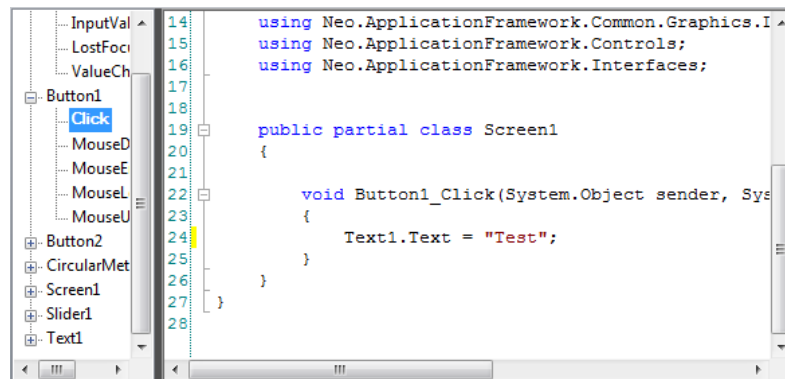 InputVal
LostFoc
ValueCh
Button1
Click
MouseD
MouseE
MouseL
MouseU
Button2
CircularMet
Screen1
Slider1
Text1
14 using Neo.ApplicationFramework.Common.Graphics.
15 using Neo.ApplicationFramework.Controls;
16 using Neo.ApplicationFramework.Interfaces;
17
18
19 public partial class Screen1
20 {
21
22 void Button1_Click(System.Object sender, Sys
23 {
24 Text1.Text = "Test";
25 }
26 }
27 }
28